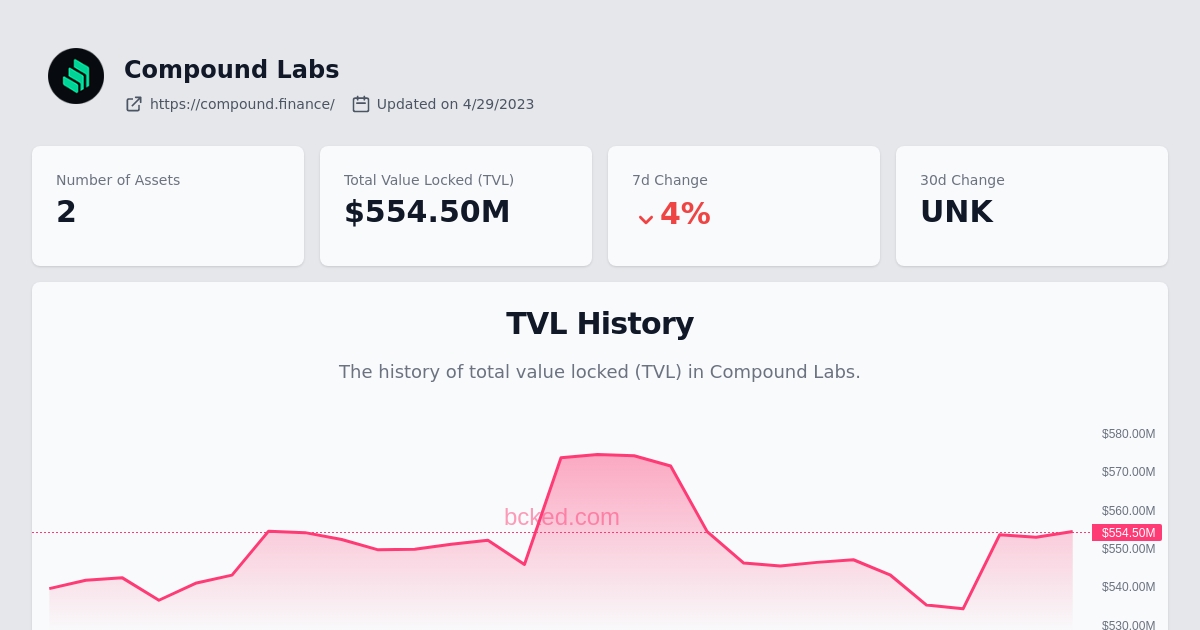 Compound Labs
https://compound.finance/ Updated on 4/29/2023
Number of Assets
2
Total Value Locked (TVL)
$554.50M
7d Change
4%
30d Change
UNK
TVL History
The history of total value locked (TVL) in Compound Labs.
$580.00M
$570.00M
$560.00M
bcked.com
$554.50M
$550.00M
$540.00M
$530.00M